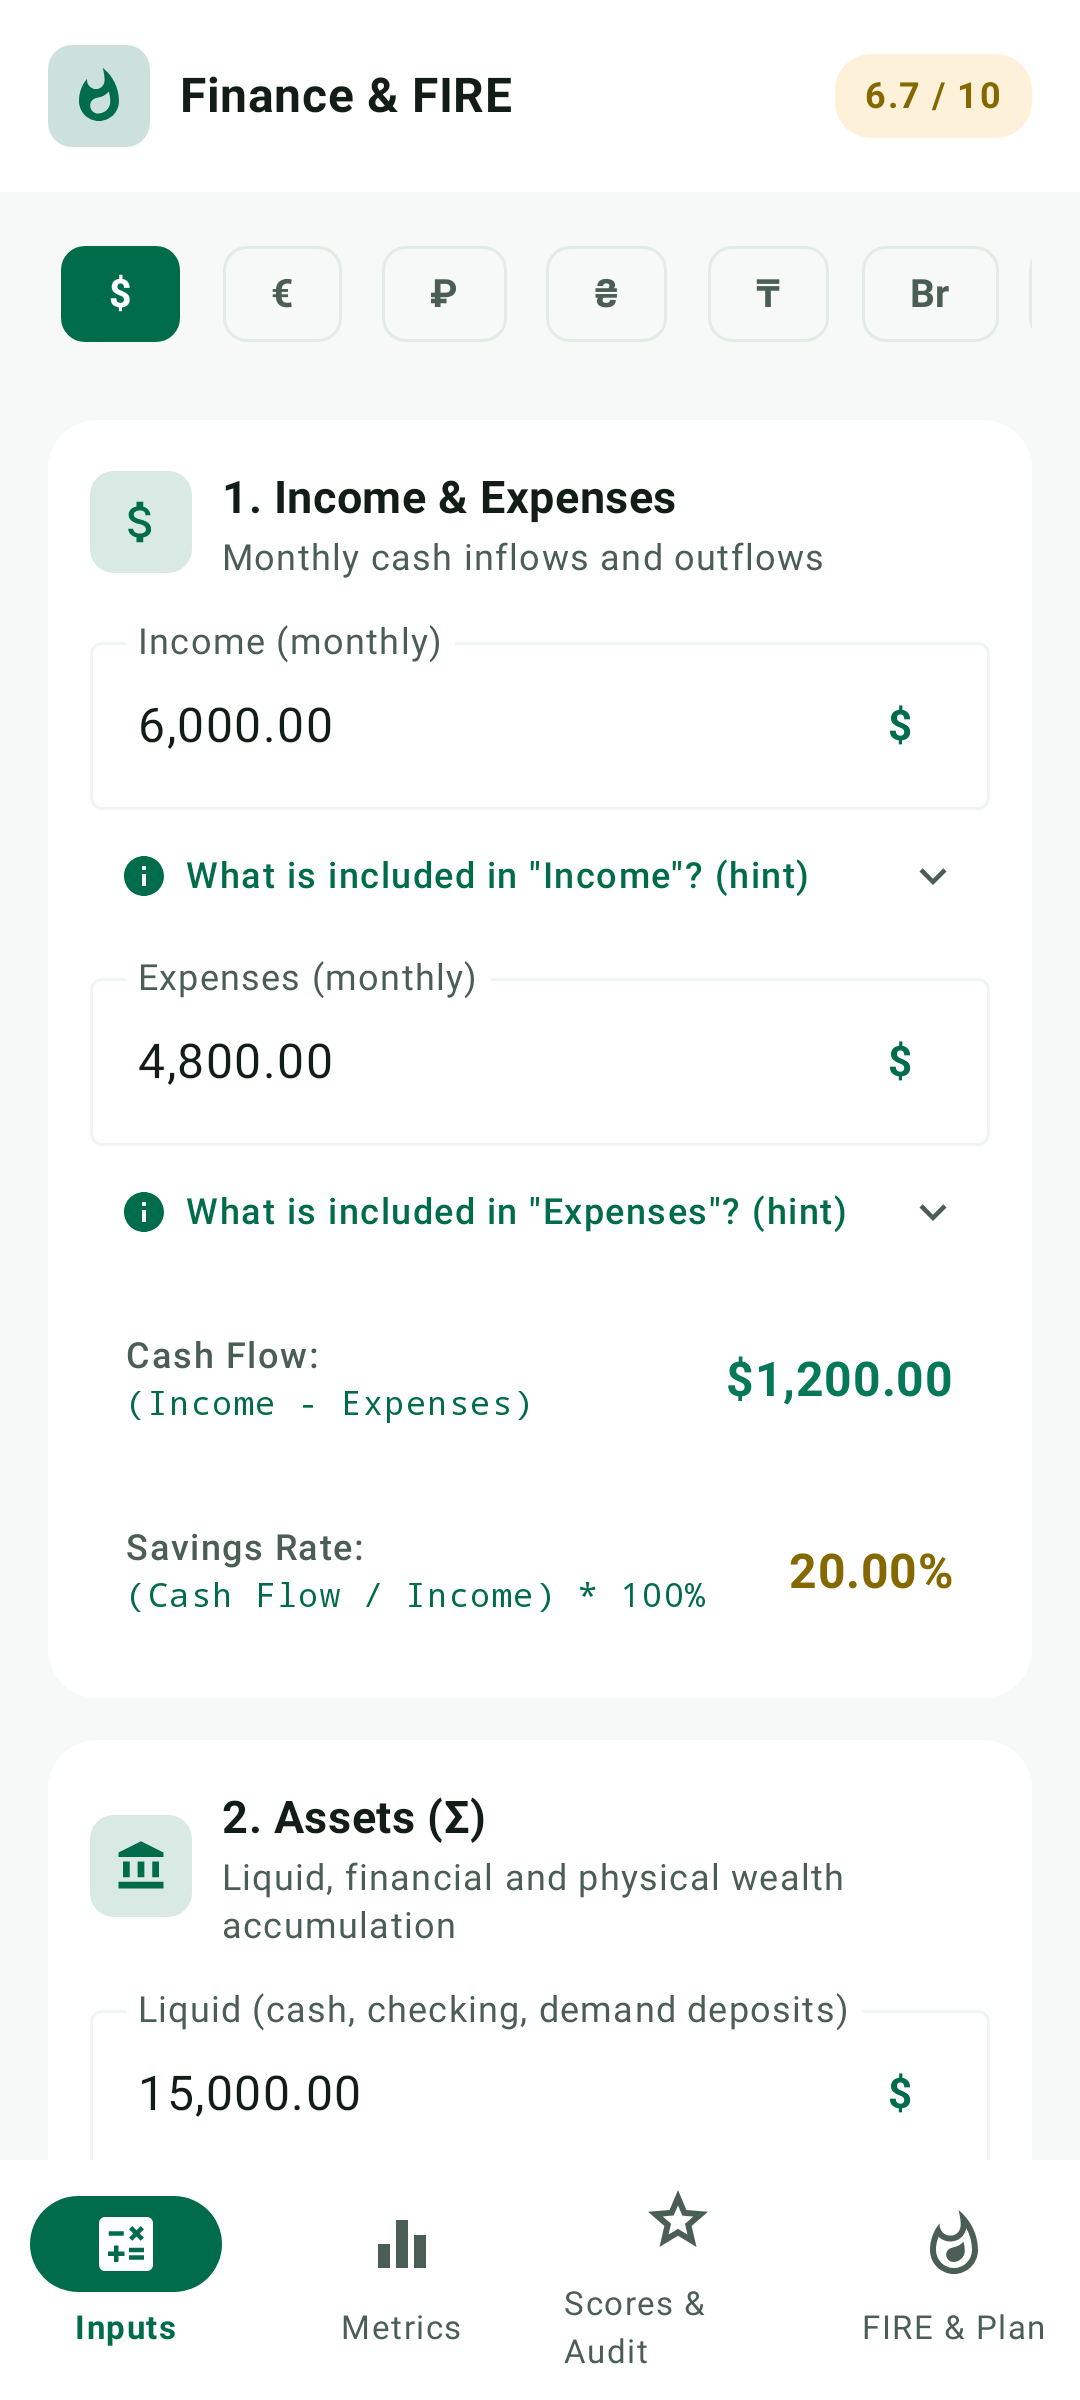 Finance & FIRE
6.7 / 10
$
€
₽
₴
₸
Br
$
1. Income & Expenses
Monthly cash inflows and outflows
Income (monthly)
6,000.00
$
What is included in "Income"? (hint)
Expenses (monthly)
4,800.00
$
What is included in "Expenses"? (hint)
Cash Flow:
(Income - Expenses)
$1,200.00
Savings Rate:
(Cash Flow / Income) * 100%
20.00%
2. Assets (Σ)
Liquid, financial and physical wealth
accumulation
Liquid (cash, checking, demand deposits)
15,000.00
$
Inputs
Metrics
Scores &
Audit
FIRE & Plan